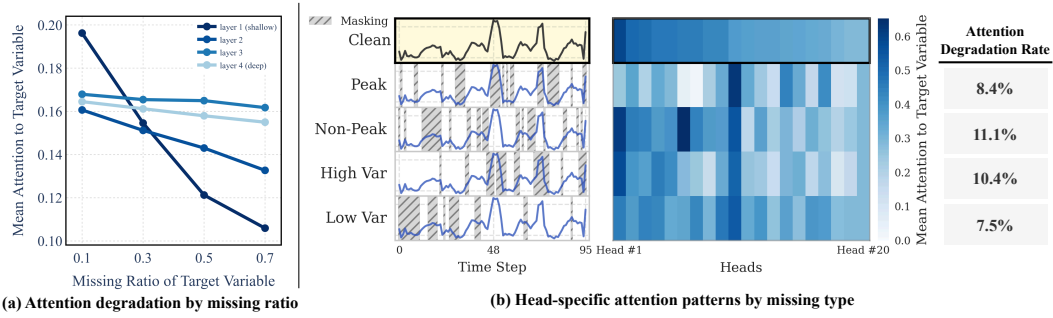 Mean Attention to Target Variable
0.20
0.18
0.16
0.14
0.12
0.10
layer 1 (shallow)
layer 2
layer 3
layer 4 (deep)
0.1 0.3 0.5 0.7
Missing Ratio of Target Variable
(a) Attention degradation by missing ratio
Masking
Clean
Peak
Non-Peak
High Var
Low Var
0 48 95
Time Step
Head #1 Head #20
Heads
0.6
0.5
0.4
0.3
0.2
0.1
0.0
Mean Attention to Target Variable
(b) Head-specific attention patterns by missing type
Attention
Degradation Rate
8.4%
11.1%
10.4%
7.5%